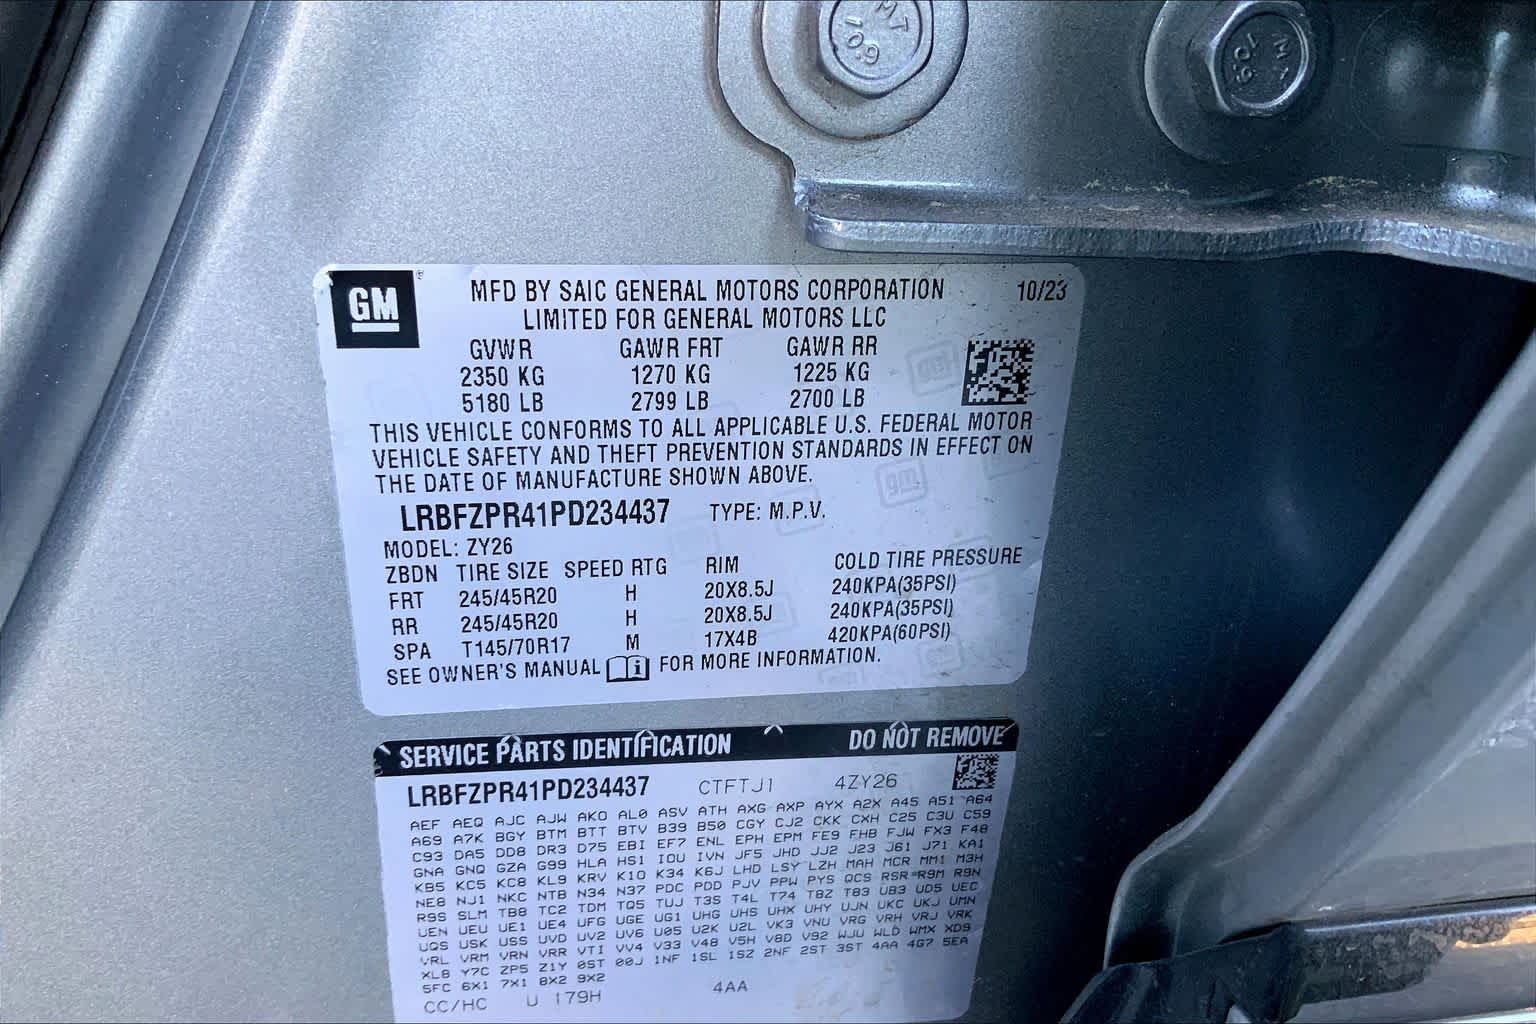 MT
10.9
MT
10.9
GM
MFD BY SAIC GENERAL MOTORS CORPORATION 10/23
LIMITED FOR GENERAL MOTORS LLC
GVWR GAWR FRT GAWR RR
2350 KG 1270 KG 1225 KG
5180 LB 2799 LB 2700 LB
THIS VEHICLE CONFORMS TO ALL APPLICABLE U.S. FEDERAL MOTOR
VEHICLE SAFETY AND THEFT PREVENTION STANDARDS IN EFFECT ON
THE DATE OF MANUFACTURE SHOWN ABOVE.
LRBFZPR41PD234437 TYPE: M.P.V.
MODEL: ZY26
ZBDN TIRE SIZE SPEED RTG RIM COLD TIRE PRESSURE
FRT 245/45R20 H 20X8.5J 240KPA(35PSI)
RR 245/45R20 H 20X8.5J 240KPA(35PSI)
SPA T145/70R17 M 17X4B 420KPA(60PSI)
SEE OWNER'S MANUAL FOR MORE INFORMATION.
SERVICE PARTS IDENTIFICATION DO NOT REMOVE
LRBFZPR41PD234437 CTFTJ1 4ZY26
AEF AEQ AJC AJW AKO AL0 ASV ATH AXG AXP AYX A2X A45 A51 A64
A69 A7K BGY BTM BTT BTV B39 B50 CGY CJ2 CKK CXH C25 C3U C59
C93 DA5 DD8 DR3 D75 EBI EF7 ENL EPH EPM FE9 FHB FJW FX3 F48
GNA GNQ GZA G99 HLA HS1 IOU IVN JF5 JHD JJ2 J23 J61 J71 KA1
KB5 KC5 KC8 KL9 KRV K10 K34 K6J LHD LSY LZH MAH MCR MM1 M3H
NE8 NJ1 NKC NTB N34 N37 PDC PDD PJV PPW PYS QCS RSR R9M R9N
R9S SLM TB8 TC2 TDM TQ5 TUJ T3S T4L T74 T8Z T83 UB3 UD5 UEC
UEN UEU UE1 UE4 UFG UGE UG1 UHG UHS UHX UHY UJN UKC UKJ UMN
UQS USK USS UVD UV2 UV6 U05 U2K U2L VK3 VNU VRG VRH VRJ VRK
VRL VRM VRN VRR VTI VV4 V33 V48 V5H V8D V92 WJU WLD WMX XD9
XL8 Y7C ZP5 Z1Y 0ST 00J 1NF 1SL 1SZ 2NF 2ST 3ST 4AA 4G7 5EA
5FC 6X1 7X1 8X2 9X2
CC/HC U 179H 4AA